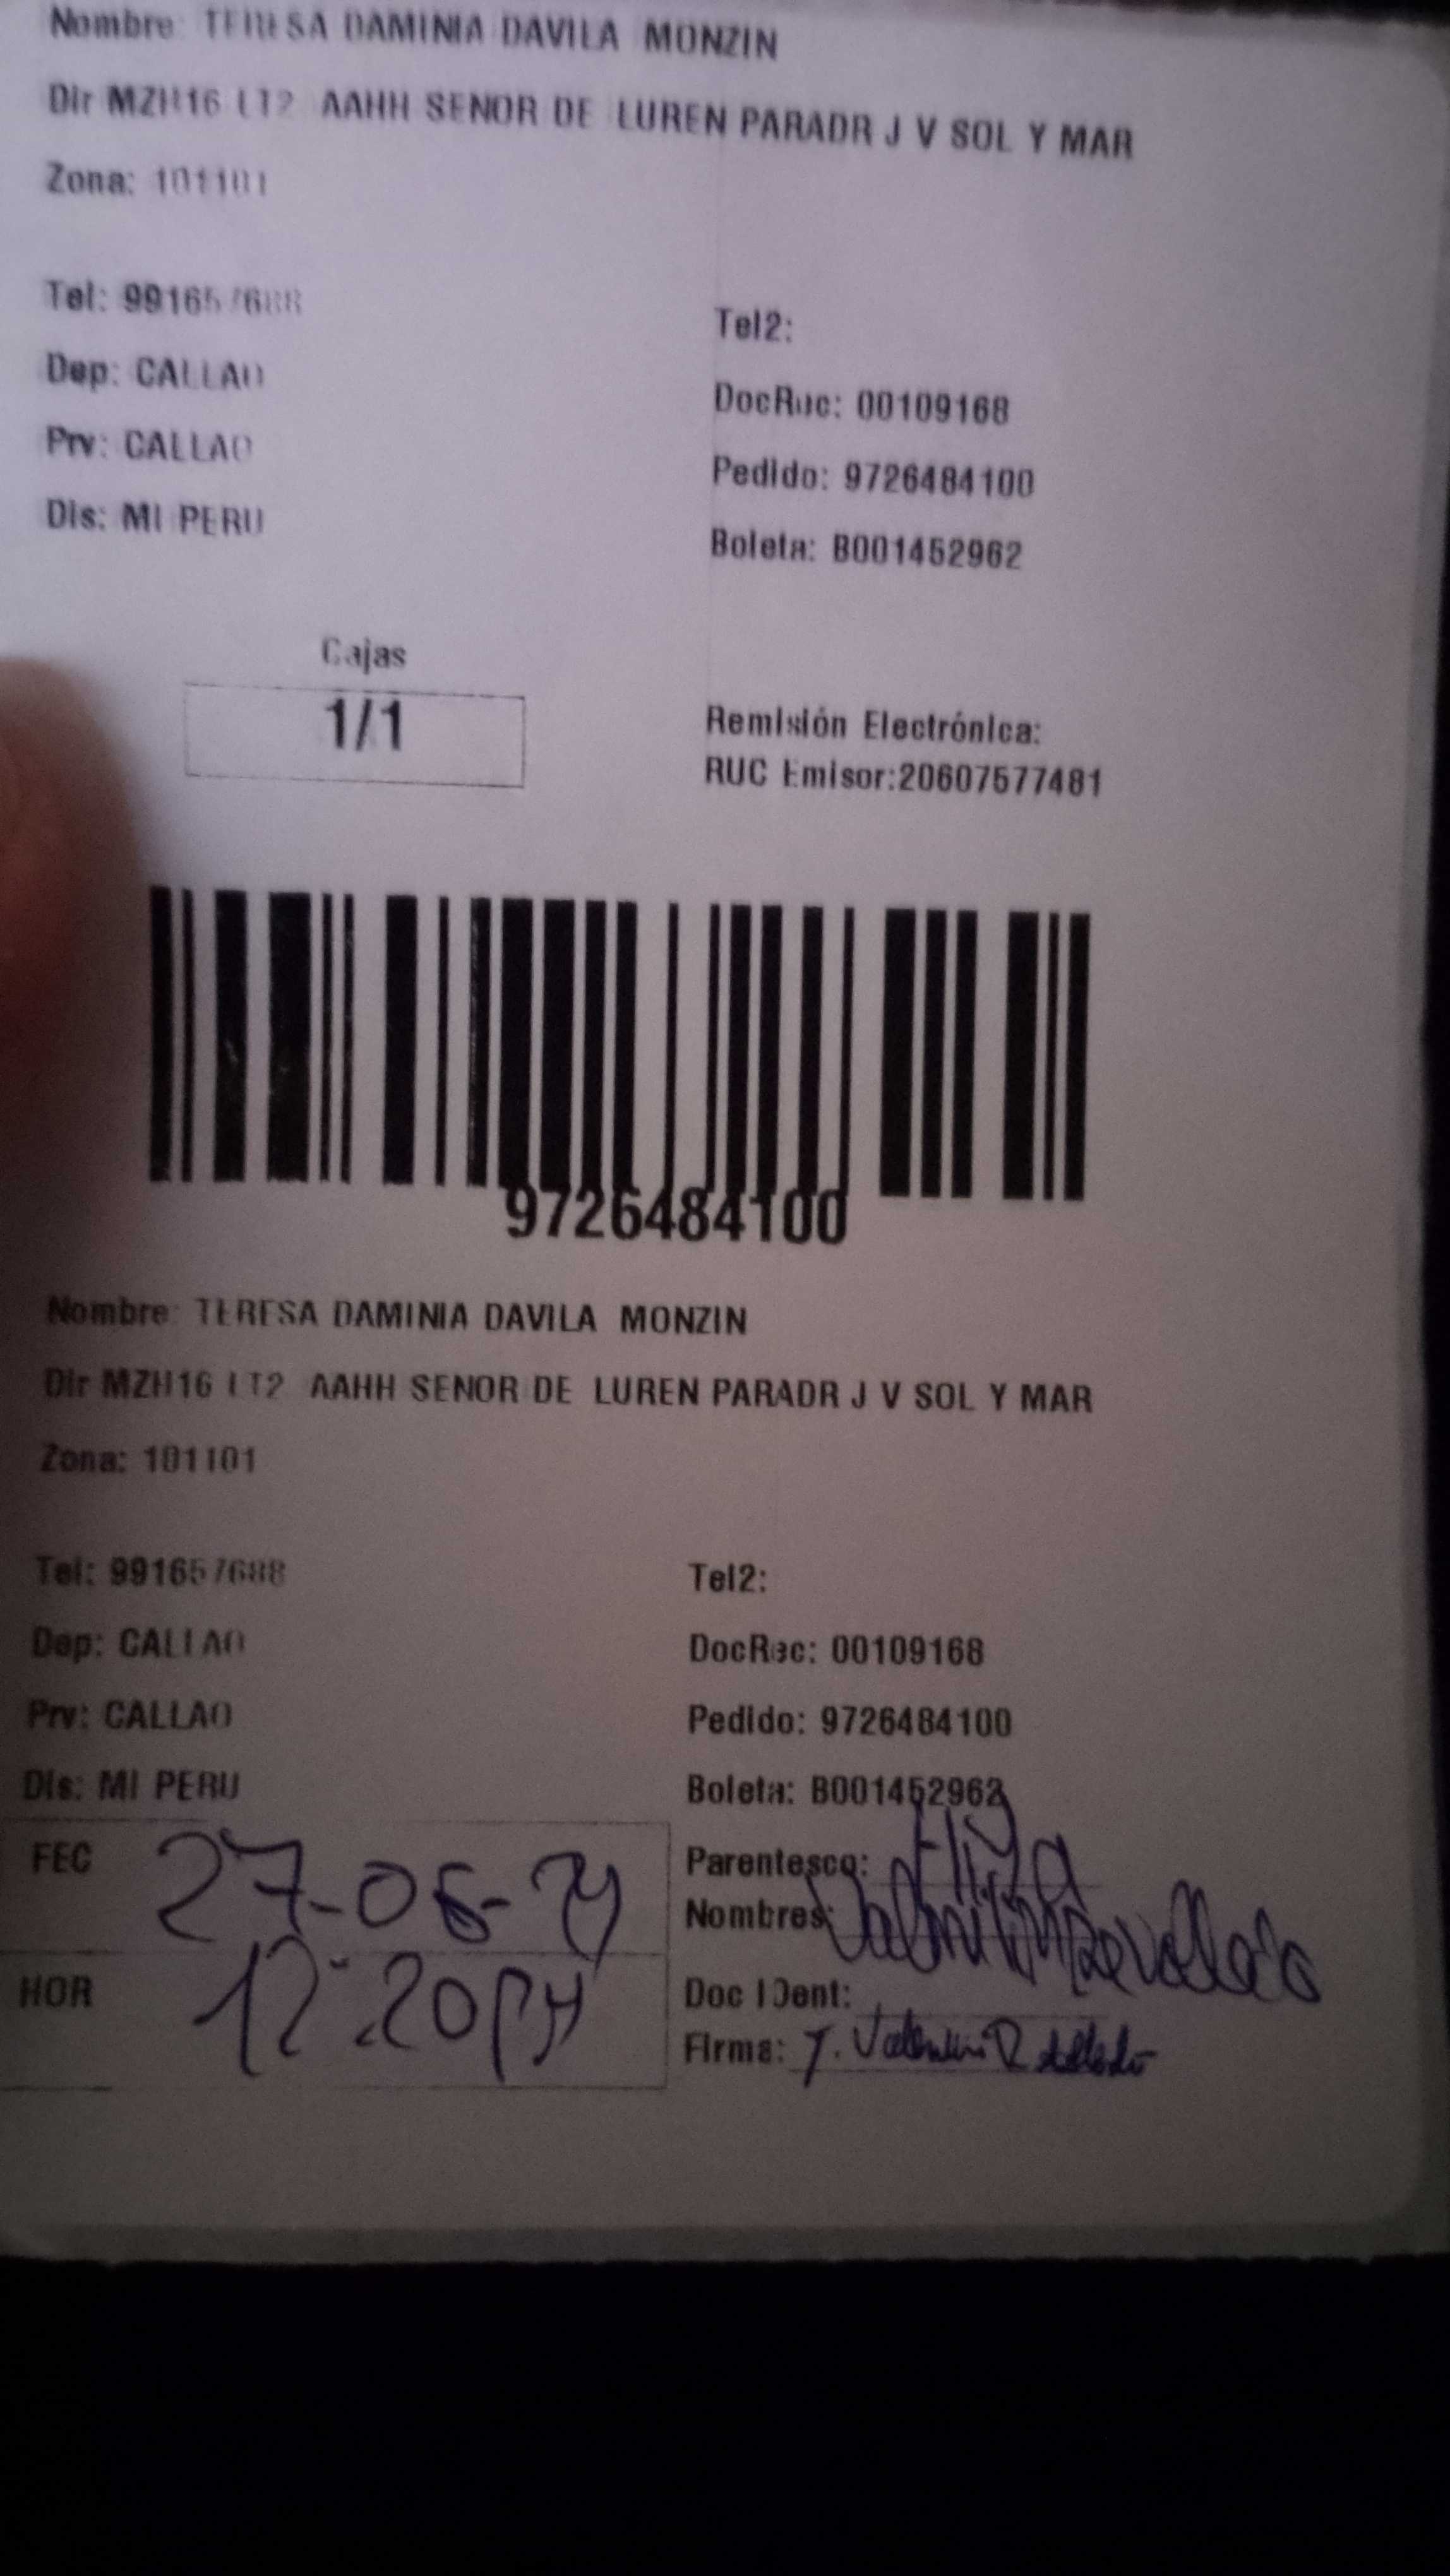 Nombre: TERESA DAMINIA DAVILA MONZIN
Dir MZH16 LT2 AAHH SENOR DE LUREN PARADR J V SOL Y MAR
Zona: 101101
Tel: 991657688
Tel2:
Dep: CALLAO
DocRec: 00109168
Prv: CALLAO
Pedido: 9726484100
Dis: MI PERU
Boleta: B001452962
Cajas
1/1
Remisión Electrónica:
RUC Emisor:20607577481
9726484100
Nombre: TERESA DAMINIA DAVILA MONZIN
Dir MZH16 LT2 AAHH SENOR DE LUREN PARADR J V SOL Y MAR
Zona: 101101
Tel: 991657688
Tel2:
Dep: CALLAO
DocRec: 00109168
Prv: CALLAO
Pedido: 9726484100
Dis: MI PERU
Boleta: B001452962
FEC 27-06-
Parentesco: Hija
Nombres:
HOR 12:20 pm
Doc IDent:
Firma: